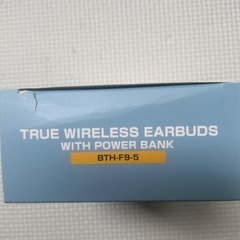 TRUE WIRELESS EARBUDS
WITH POWER BANK
BTH-F9-5